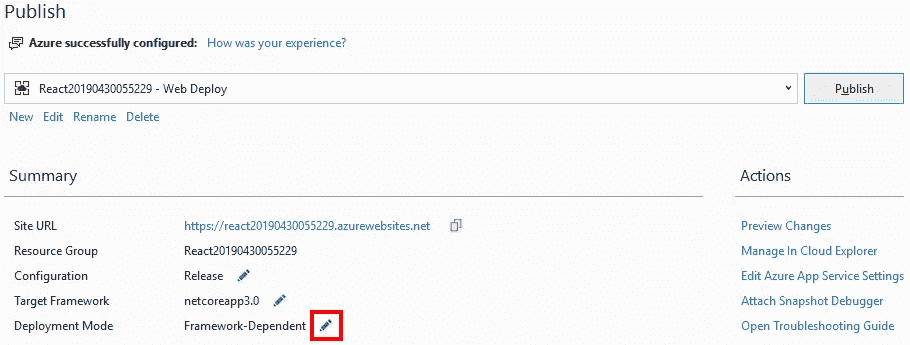 Publish
Azure successfully configured: How was your experience?
React20190430055229 - Web Deploy
Publish
New Edit Rename Delete
Summary
Actions
Site URL https://react20190430055229.azurewebsites.net
Preview Changes
Resource Group React20190430055229
Manage In Cloud Explorer
Configuration Release
Edit Azure App Service Settings
Target Framework netcoreapp3.0
Attach Snapshot Debugger
Deployment Mode Framework-Dependent
Open Troubleshooting Guide